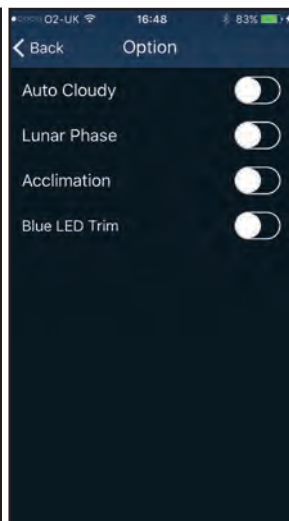 O2-UK 16:48 83%
Back Option
Auto Cloudy
Lunar Phase
Acclimation
Blue LED Trim